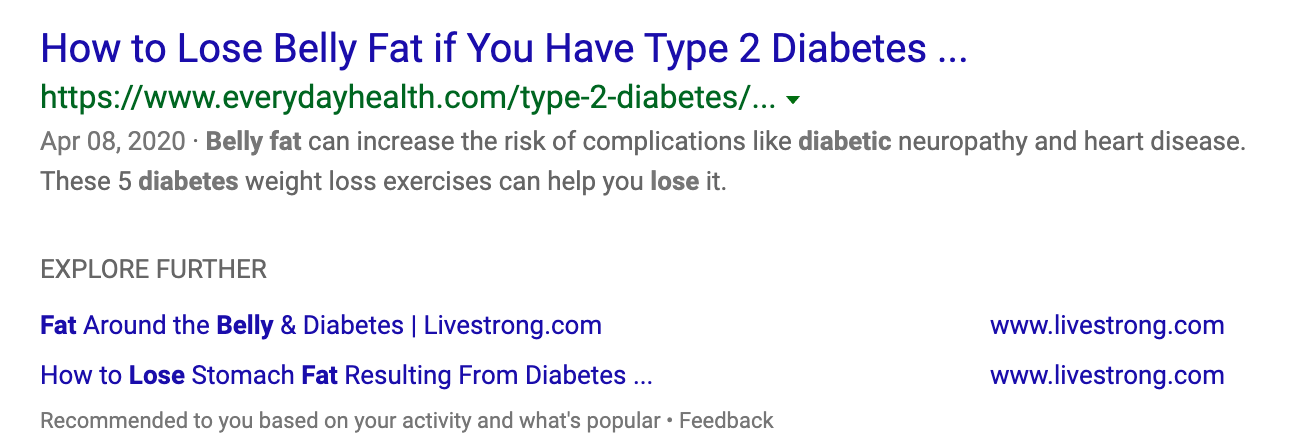 How to Lose Belly Fat if You Have Type 2 Diabetes ...
https://www.everydayhealth.com/type-2-diabetes/...
Apr 08, 2020 · Belly fat can increase the risk of complications like diabetic neuropathy and heart disease.
These 5 diabetes weight loss exercises can help you lose it.
EXPLORE FURTHER
Fat Around the Belly & Diabetes | Livestrong.com www.livestrong.com
How to Lose Stomach Fat Resulting From Diabetes ... www.livestrong.com
Recommended to you based on your activity and what's popular • Feedback